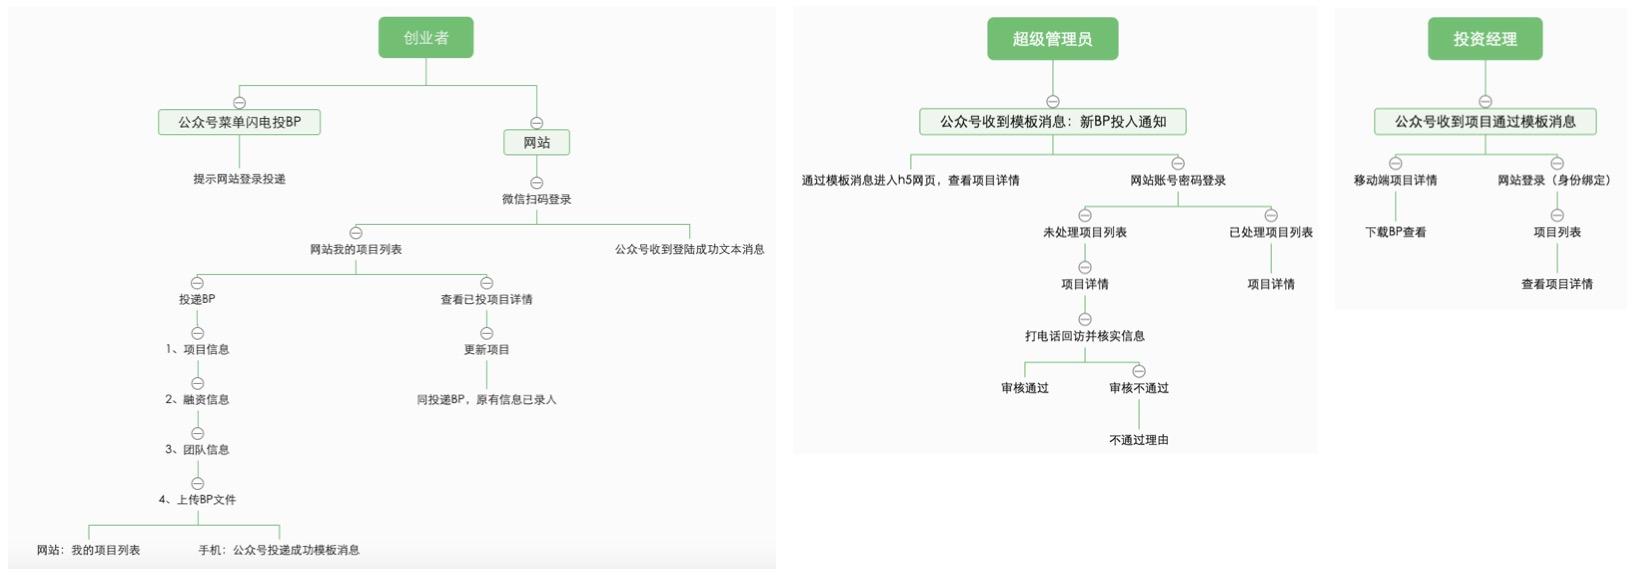 创业者
公众号菜单闪电投BP
网站
提示网站登录投递
微信扫码登录
网站我的项目列表
公众号收到登陆成功文本消息
投递BP
查看已投项目详情
1、项目信息
更新项目
2、融资信息
同投递BP，原有信息已录入
3、团队信息
4、上传BP文件
网站：我的项目列表
手机：公众号投递成功模板消息
超级管理员
公众号收到模板消息：新BP投入通知
通过模板消息进入h5网页，查看项目详情
网站账号密码登录
未处理项目列表
已处理项目列表
项目详情
项目详情
打电话回访并核实信息
审核通过
审核不通过
不通过理由
投资经理
公众号收到项目通过模板消息
移动端项目详情
网站登录（身份绑定）
下载BP查看
项目列表
查看项目详情